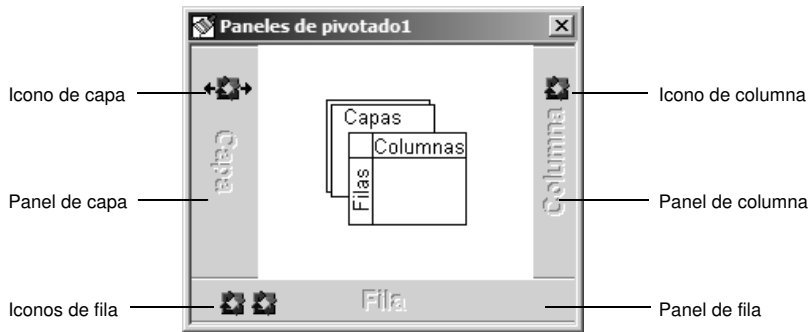 Paneles de pivotado1
Icono de capa
Icono de columna
Capas
Columnas
Filas
Capa
Columna
Panel de capa
Panel de columna
Iconos de fila
Fila
Panel de fila